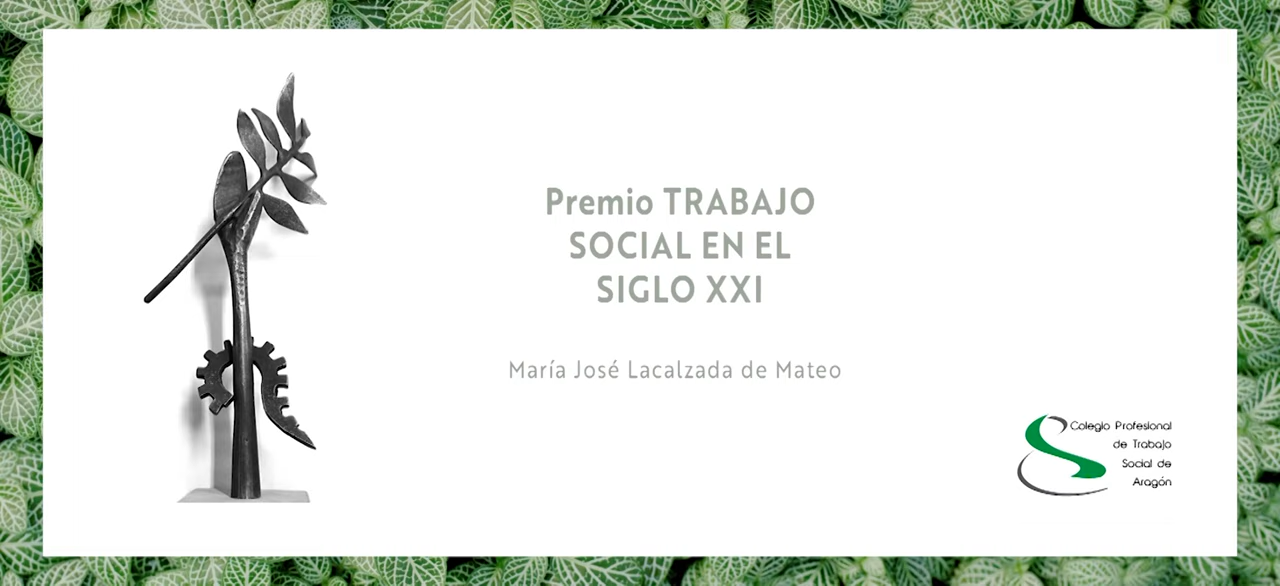 Premio TRABAJO
SOCIAL EN EL
SIGLO XXI
María José Lacalzada de Mateo
Colegio Profesional
de Trabajo
Social de
Aragón